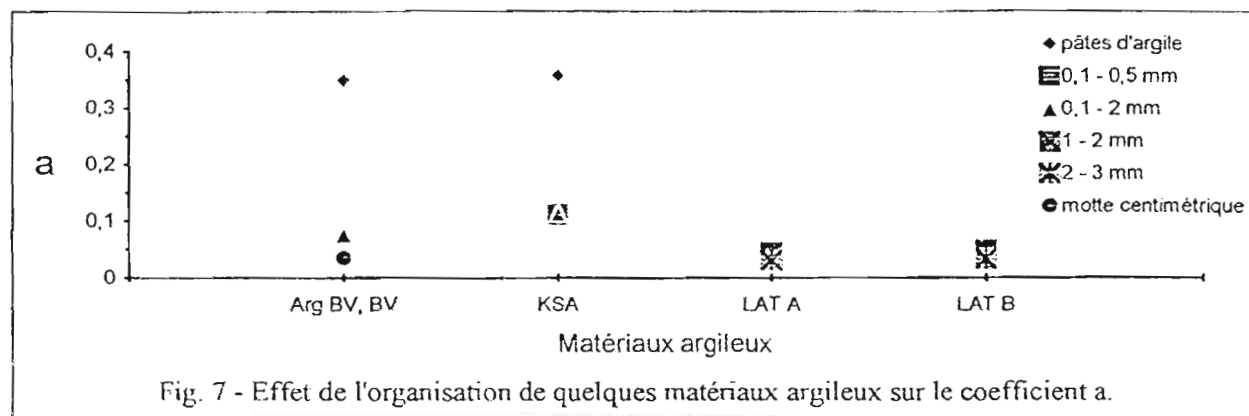 0,4
0,3
0,2
0,1
0
a
pâtes d'argile
0,1 - 0,5 mm
0,1 - 2 mm
1 - 2 mm
2 - 3 mm
motte centimétrique
Arg BV, BV
KSA
LAT A
LAT B
Matériaux argileux
Fig. 7 - Effet de l'organisation de quelques matériaux argileux sur le coefficient a.